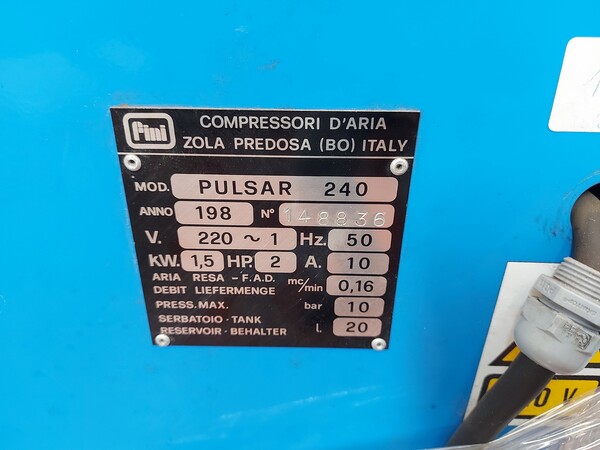 fini
COMPRESSORI D'ARIA
ZOLA PREDOSA (BO) ITALY
MOD. PULSAR 240
ANNO 198 N° 148836
V. 220 ~ 1 Hz. 50
KW. 1,5 HP. 2 A. 10
ARIA RESA - F.A.D. mc/min 0,16
DEBIT LIEFERMENGE
PRESS. MAX. bar 10
SERBATOIO - TANK l. 20
RESERVOIR - BEHALTER
0 V